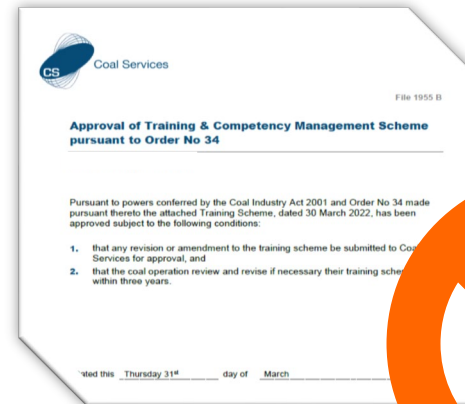 CS Coal Services
File 1955 B
Approval of Training & Competency Management Scheme
pursuant to Order No 34
Pursuant to powers conferred by the Coal Industry Act 2001 and Order No 34 made
pursuant thereto the attached Training Scheme, dated 30 March 2022, has been
approved subject to the following conditions:
1. that any revision or amendment to the training scheme be submitted to
Services for approval, and
2. that the coal operation review and revise if necessary their training
within three years.
this Thursday 31st day of March